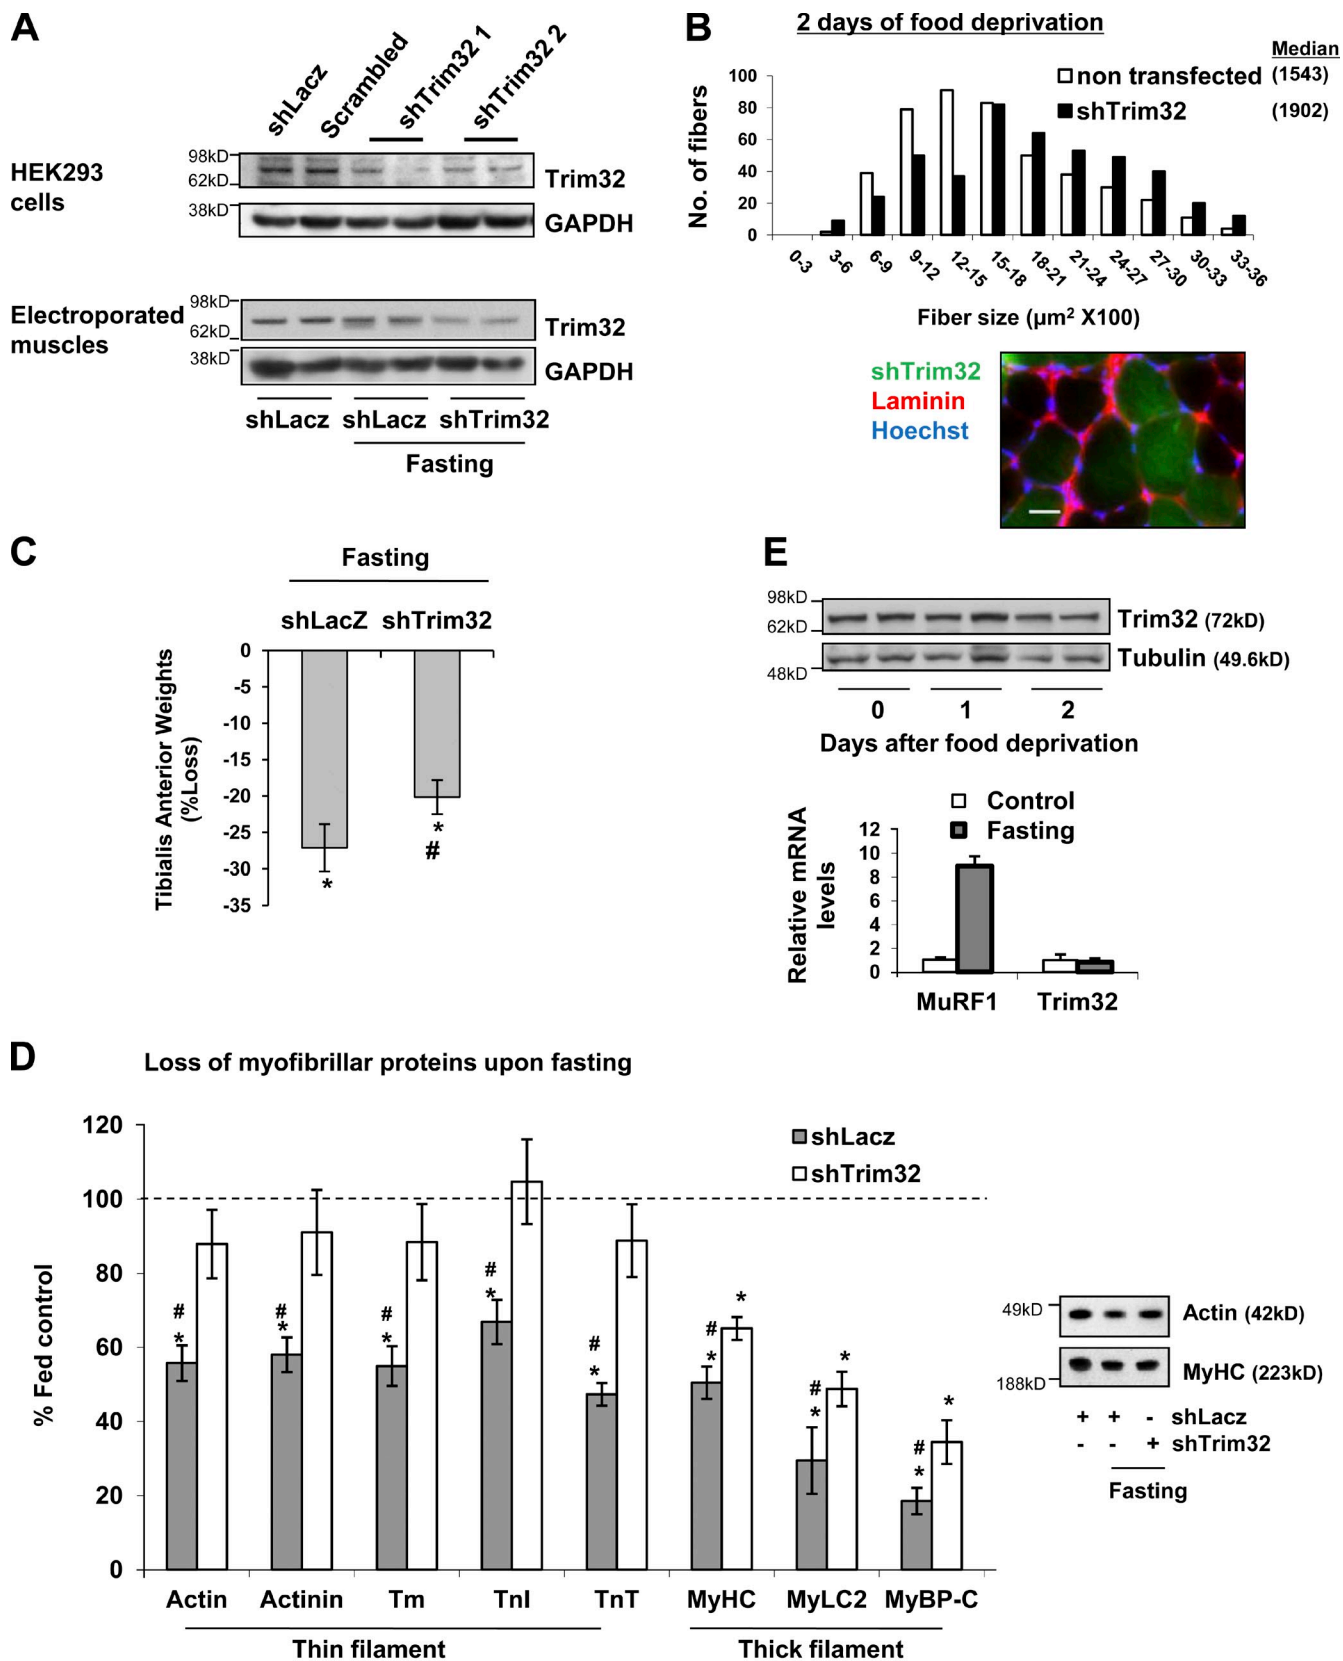 A
shLacz
Scrambled
shTrim32 1
shTrim32 2
HEK293
cells
98kD
62kD
38kD
Trim32
GAPDH
Electroporated
muscles
98kD
62kD
38kD
Trim32
GAPDH
shLacz shLacz shTrim32
Fasting
B
2 days of food deprivation
Median
non transfected (1543)
shTrim32 (1902)
No. of fibers
100
80
60
40
20
0
0-3 3-6 6-9 9-12 12-15 15-18 18-21 21-24 24-27 27-30 30-33 33-36
Fiber size (µm² X100)
shTrim32
Laminin
Hoechst
C
Fasting
shLacZ shTrim32
Tibialis Anterior Weights
(%Loss)
0
-5
-10
-15
-20
-25
-30
-35
*
*
#
E
98kD
62kD
48kD
Trim32 (72kD)
Tubulin (49.6kD)
0 1 2
Days after food deprivation
Control
Fasting
Relative mRNA
levels
12
10
8
6
4
2
0
MuRF1 Trim32
D
Loss of myofibrillar proteins upon fasting
shLacz
shTrim32
% Fed control
120
100
80
60
40
20
0
# # # # # # # #
* * * * * * * *
* * *
Actin Actinin Tm TnI TnT MyHC MyLC2 MyBP-C
Thin filament Thick filament
49kD
188kD
Actin (42kD)
MyHC (223kD)
+ + - shLacz
- - + shTrim32
Fasting